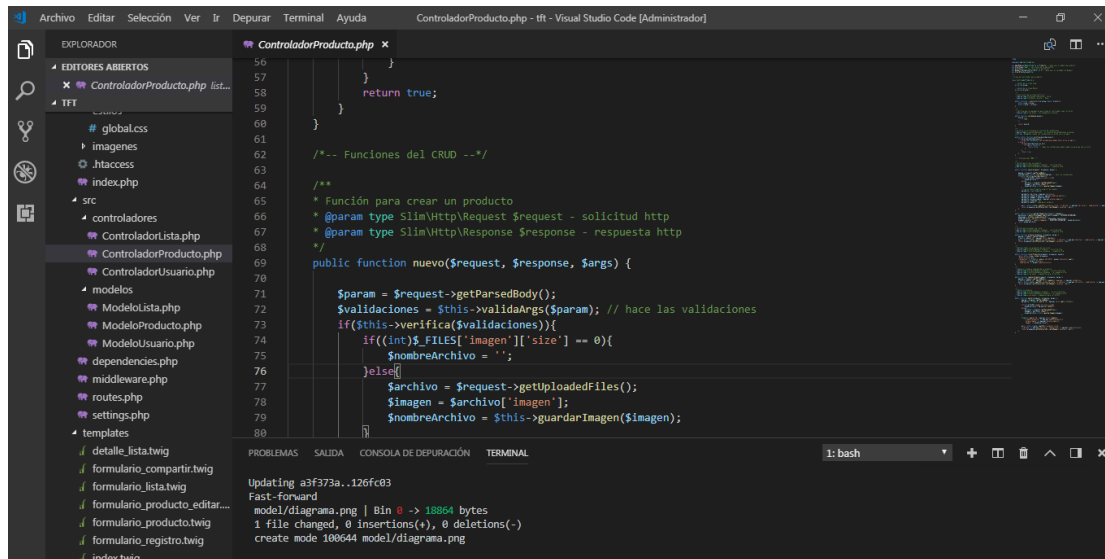 Archivo Editar Selección Ver Ir Depurar Terminal Ayuda ControladorProducto.php - tft - Visual Studio Code [Administrador]
EXPLORADOR
EDITORES ABIERTOS
ControladorProducto.php list...
TFT
estilos
# global.css
imagenes
.htaccess
index.php
src
controladores
ControladorLista.php
ControladorProducto.php
ControladorUsuario.php
modelos
ModeloLista.php
ModeloProducto.php
ModeloUsuario.php
dependencies.php
middleware.php
routes.php
settings.php
templates
detalle_lista.twig
formulario_compartir.twig
formulario_lista.twig
formulario_producto_editar....
formulario_producto.twig
formulario_registro.twig
index.twig
ControladorProducto.php ×
56 }
57 }
58 return true;
59 }
60 }
61
62 /*-- Funciones del CRUD --*/
63
64 /**
65 * Función para crear un producto
66 * @param type Slim\Http\Request $request - solicitud http
67 * @param type Slim\Http\Response $response - respuesta http
68 */
69 public function nuevo($request, $response, $args) {
70
71 $param = $request->getParsedBody();
72 $validaciones = $this->validaArgs($param); // hace las validaciones
73 if($this->verifica($validaciones)){
74 if((int)$_FILES['imagen']['size'] == 0){
75 $nombreArchivo = '';
76 }else{
77 $archivo = $request->getUploadedFiles();
78 $imagen = $archivo['imagen'];
79 $nombreArchivo = $this->guardarImagen($imagen);
80 }
PROBLEMAS SALIDA CONSOLA DE DEPURACIÓN TERMINAL 1: bash
Updating a3f373a..126fc03
Fast-forward
model/diagrama.png | Bin 0 -> 18864 bytes
1 file changed, 0 insertions(+), 0 deletions(-)
create mode 100644 model/diagrama.png